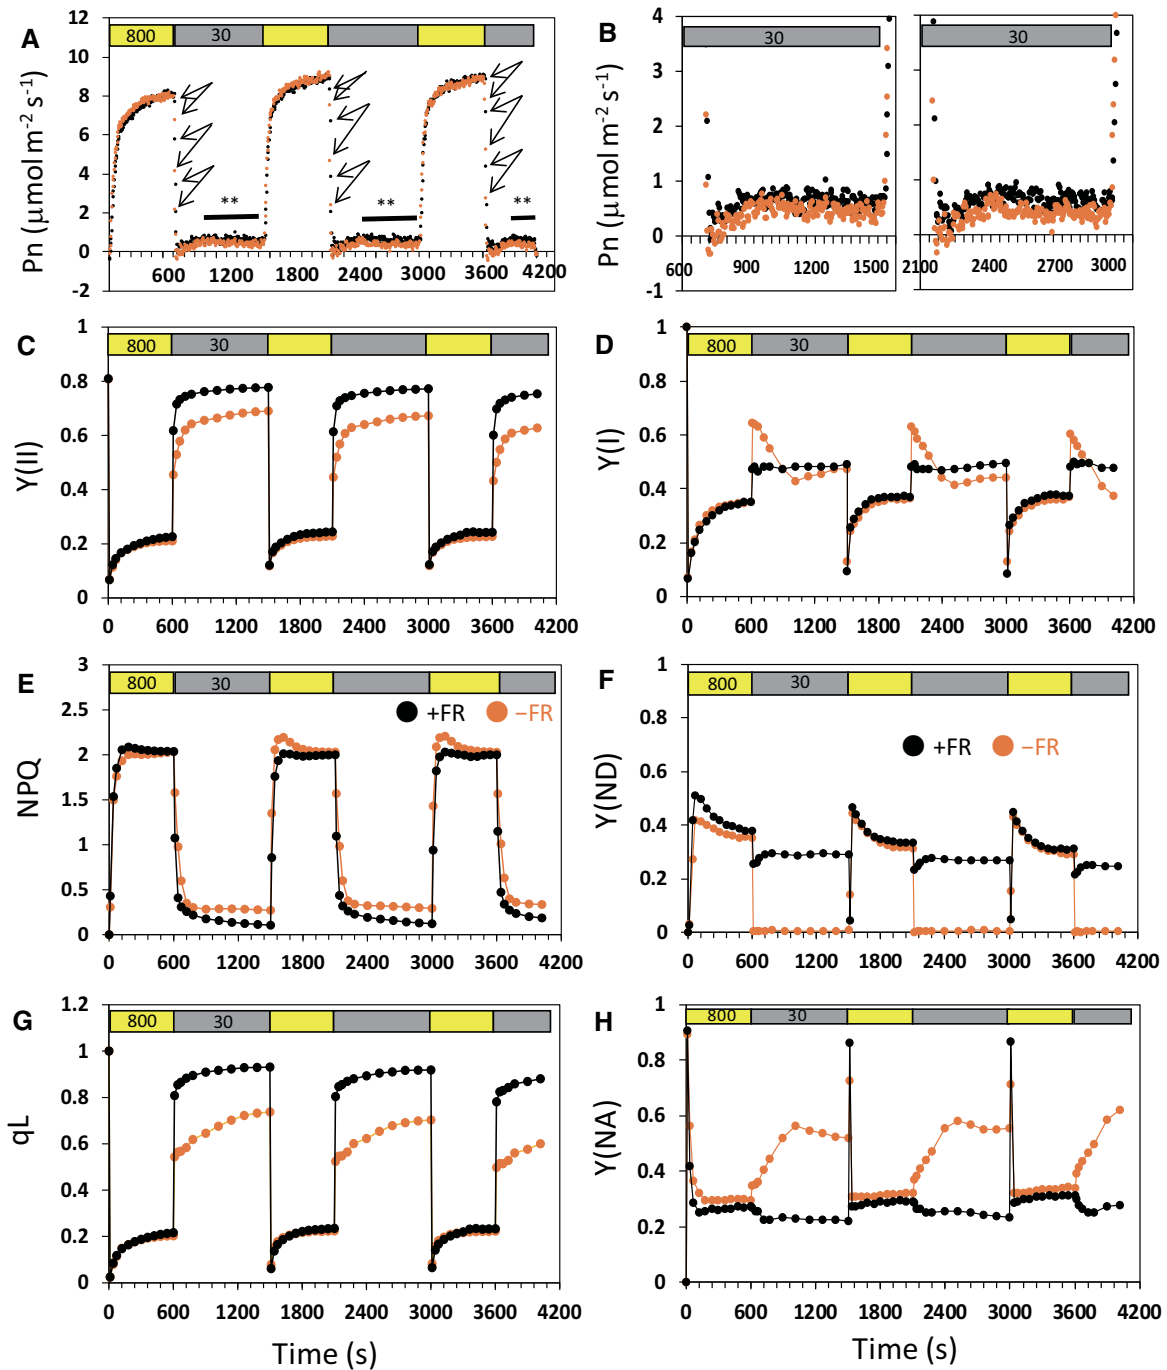 A
800
30
12
10
8
6
4
2
0
-2
600 1200 1800 2400 3000 3600 4200
** ** **
Pn (µmol m⁻² s⁻¹)
B
30
30
4
3
2
1
0
-1
600 900 1200 1500
2100 2400 2700 3000
Pn (µmol m⁻² s⁻¹)
C
800
30
1
0.8
0.6
0.4
0.2
0
0 600 1200 1800 2400 3000 3600 4200
Y(II)
D
800
30
1
0.8
0.6
0.4
0.2
0
0 600 1200 1800 2400 3000 3600 4200
Y(I)
E
800
30
+FR −FR
3
2.5
2
1.5
1
0.5
0
0 600 1200 1800 2400 3000 3600 4200
NPQ
F
800
30
+FR −FR
1
0.8
0.6
0.4
0.2
0
0 600 1200 1800 2400 3000 3600 4200
Y(ND)
G
800
30
1.2
1
0.8
0.6
0.4
0.2
0
0 600 1200 1800 2400 3000 3600 4200
qL
Time (s)
H
800
30
1
0.8
0.6
0.4
0.2
0
0 600 1200 1800 2400 3000 3600 4200
Y(NA)
Time (s)